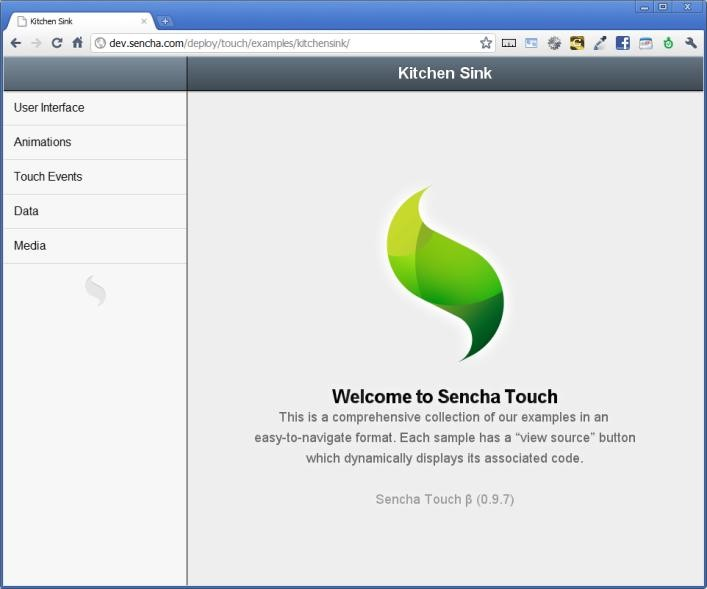 Kitchen Sink
dev.sencha.com/deploy/touch/examples/kitchensink/
Kitchen Sink
User Interface
Animations
Touch Events
Data
Media
Welcome to Sencha Touch
This is a comprehensive collection of our examples in an
easy-to-navigate format. Each sample has a “view source” button
which dynamically displays its associated code.
Sencha Touch β (0.9.7)